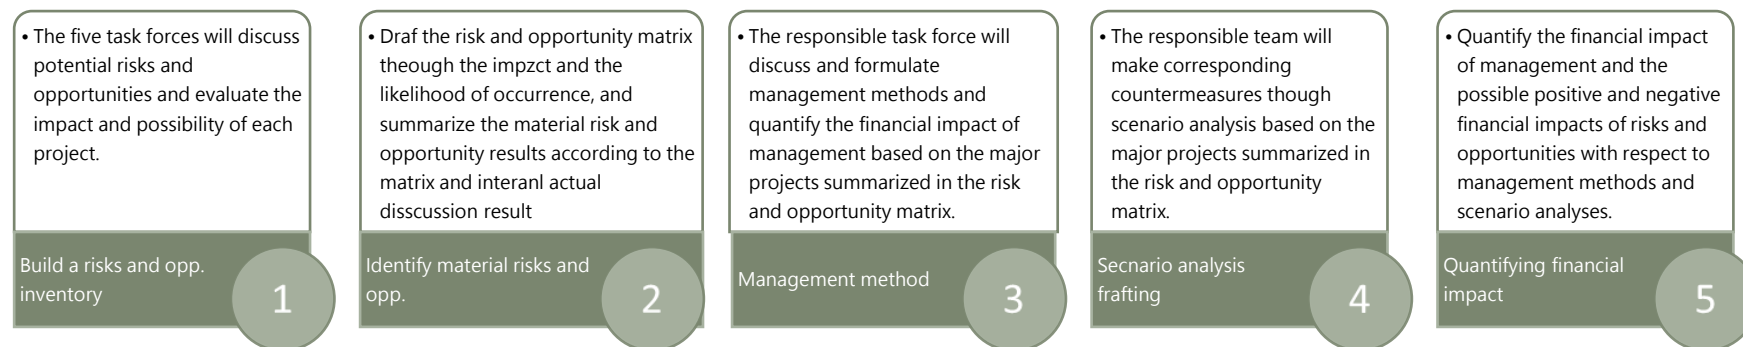 • The five task forces will discuss
potential risks and
opportunities and evaluate the
impact and possibility of each
project.
Build a risks and opp.
inventory
1
• Draf the risk and opportunity matrix
theough the impzct and the
likelihood of occurrence, and
summarize the material risk and
opportunity results according to the
matrix and interanl actual
disscussion result
Identify material risks and
opp.
2
• The responsible task force will
discuss and formulate
management methods and
quantify the financial impact of
management based on the major
projects summarized in the risk
and opportunity matrix.
Management method
3
• The responsible team will
make corresponding
countermeasures though
scenario analysis based on the
major projects summarized in
the risk and opportunity
matrix.
Secnario analysis
frafting
4
• Quantify the financial impact
of management and the
possible positive and negative
financial impacts of risks and
opportunities with respect to
management methods and
scenario analyses.
Quantifying financial
impact
5